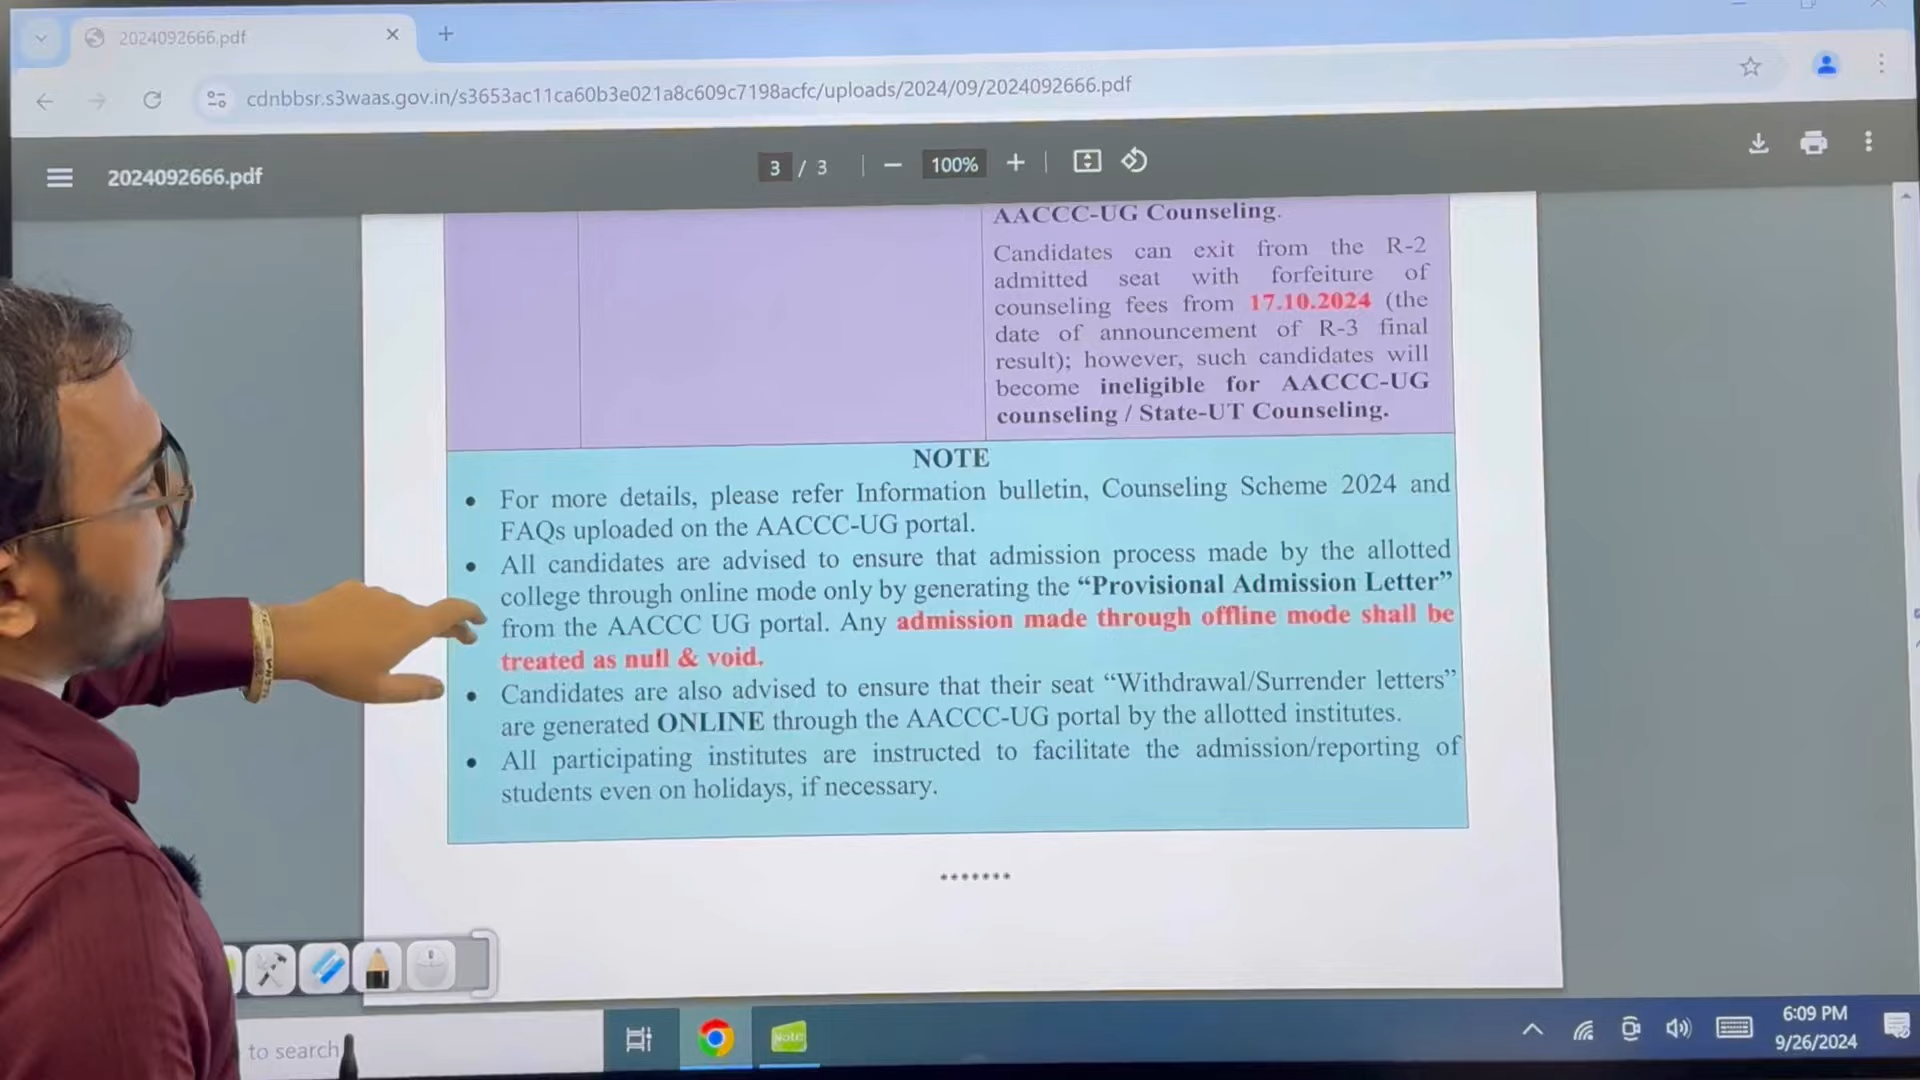 2024092666.pdf
cdnbbsr.s3waas.gov.in/s3653ac11ca60b3e021a8c609c7198acfc/uploads/2024/09/2024092666.pdf
2024092666.pdf
3 / 3
100%
AACCC-UG Counseling.
Candidates can exit from the R-2
admitted seat with forfeiture of
counseling fees from 17.10.2024 (the
date of announcement of R-3 final
result); however, such candidates will
become ineligible for AACCC-UG
counseling / State-UT Counseling.
NOTE
• For more details, please refer Information bulletin, Counseling Scheme 2024 and
FAQs uploaded on the AACCC-UG portal.
• All candidates are advised to ensure that admission process made by the allotted
college through online mode only by generating the “Provisional Admission Letter”
from the AACCC UG portal. Any admission made through offline mode shall be
treated as null & void.
• Candidates are also advised to ensure that their seat “Withdrawal/Surrender letters”
are generated ONLINE through the AACCC-UG portal by the allotted institutes.
• All participating institutes are instructed to facilitate the admission/reporting of
students even on holidays, if necessary.
*******
to search
Note
6:09 PM
9/26/2024